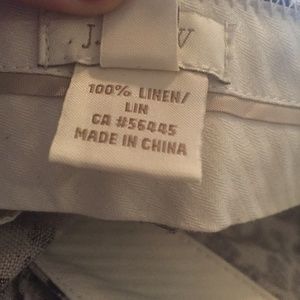 J.
100% LINEN/
LIN
CA #56445
MADE IN CHINA